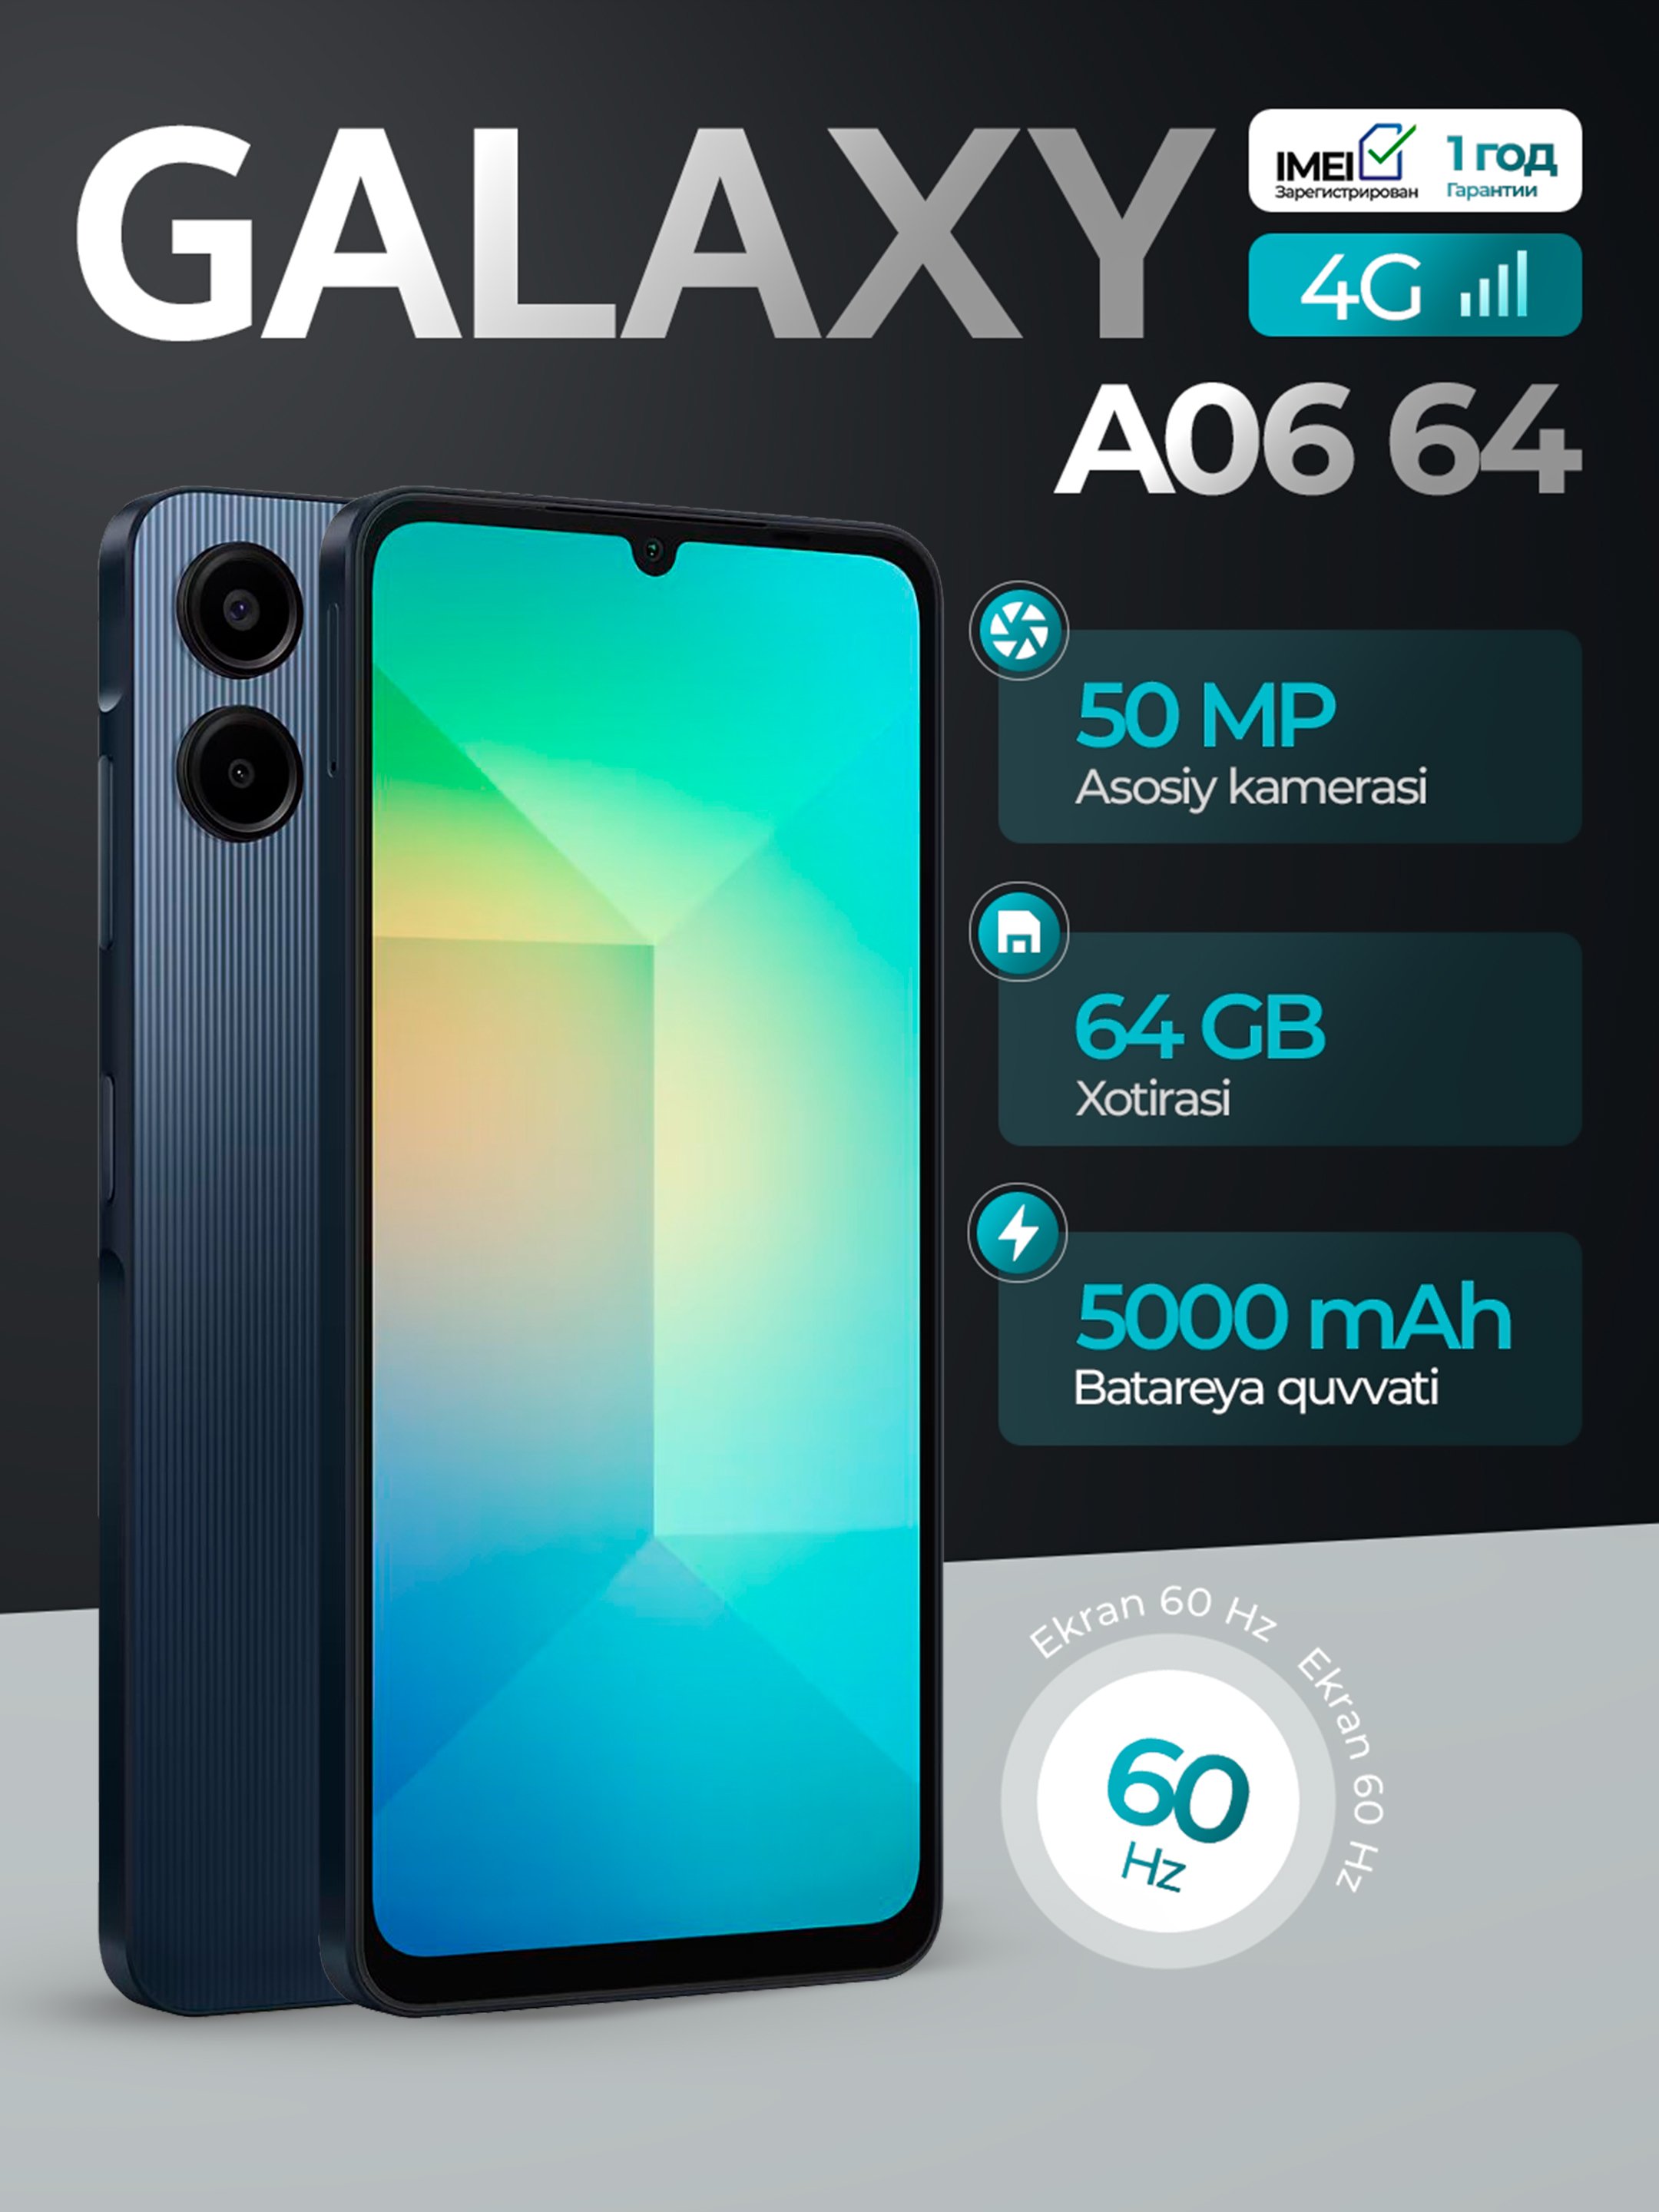 GALAXY
IMEI
Зарегистрирован
1 год
Гарантии
4G
A06 64
50 MP
Asosiy kamerasi
64 GB
Xotirasi
5000 mAh
Batareya quvvati
Ekran 60 Hz
Ekran 60 Hz
60
Hz